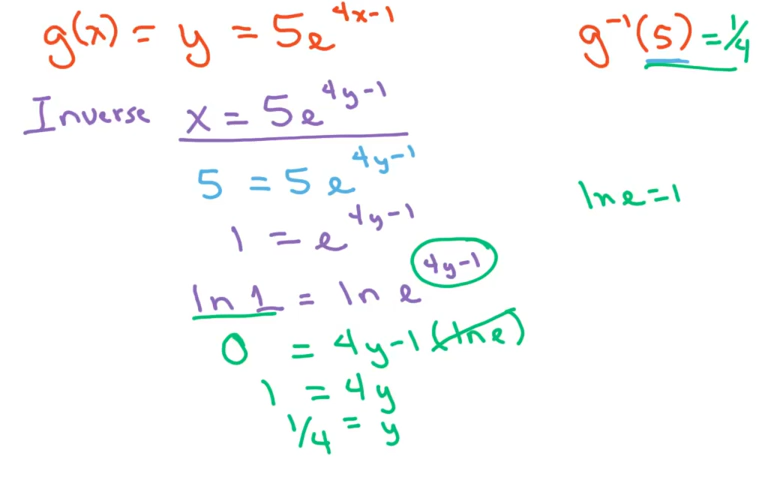 g(x) = y = 5e^{4x-1}
g^{-1}(5) = 1/4
Inverse x = 5e^{4y-1}
5 = 5e^{4y-1}
ln e = 1
1 = e^{4y-1}
ln 1 = ln e^{4y-1}
0 = 4y-1 (ln e)
1 = 4y
1/4 = y